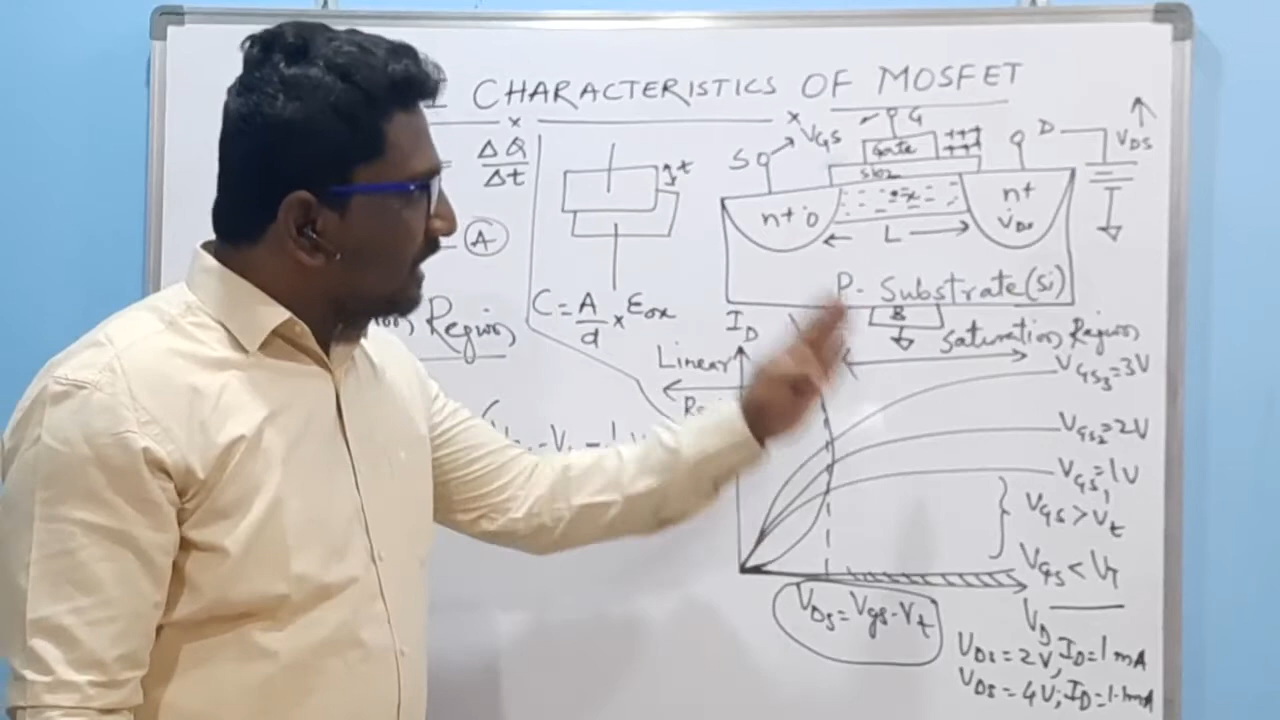 I CHARACTERISTICS OF MOSFET
ΔQ
Δt
A
Region
C = A/d × εox
VGS
G
Gate
S
SiO2
D
VDS
n+
L
n+
VDS
P- Substrate(si)
B
ID
Saturation Region
Linear
VGS3=3V
VGS2=2V
VGS1=1V
VGS>Vt
VGS<VT
VD
VDS=Vgs-Vt
VDS=2V, ID=1mA
VDS=4V; ID=1.1mA